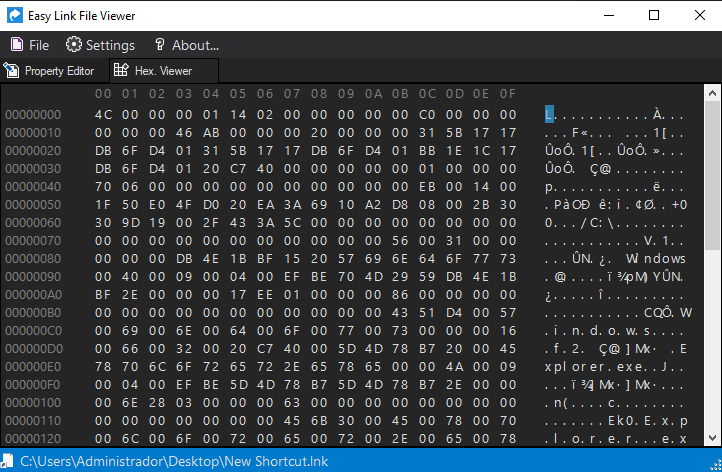 Easy Link File Viewer
File Settings ? About...
Property Editor Hex. Viewer
00 01 02 03 04 05 06 07 08 09 0A 0B 0C 0D 0E 0F
00000000 4C 00 00 00 01 14 02 00 00 00 00 00 C0 00 00 00 L...........À...
00000010 00 00 00 46 AB 00 00 00 20 00 00 00 31 5B 17 17 ...F«... ...1[..
00000020 DB 6F D4 01 31 5B 17 17 DB 6F D4 01 BB 1E 1C 17 ÛoÔ.1[..ÛoÔ.»...
00000030 DB 6F D4 01 20 C7 40 00 00 00 00 00 01 00 00 00 ÛoÔ. Ç@.........
00000040 70 06 00 00 00 00 00 00 00 00 00 00 EB 00 14 00 p...........ë...
00000050 1F 50 E0 4F D0 20 EA 3A 69 10 A2 D8 08 00 2B 30 .PàOÐ ê:i.¢Ø..+0
00000060 30 9D 19 00 2F 43 3A 5C 00 00 00 00 00 00 00 00 0.../C:\........
00000070 00 00 00 00 00 00 00 00 00 00 00 56 00 31 00 00 ...........V.1..
00000080 00 00 00 DB 4E 1B BF 15 20 57 69 6E 64 6F 77 73 ...ÛN.¿. Windows
00000090 00 40 00 09 00 04 00 EF BE 70 4D 29 59 DB 4E 1B .@.....ï¾pM)YÛN.
000000A0 BF 2E 00 00 00 17 EE 01 00 00 00 86 00 00 00 00 ¿.....î.........
000000B0 00 00 00 00 00 00 00 00 00 00 00 43 51 D4 00 57 ...........CQÔ.W
000000C0 00 69 00 6E 00 64 00 6F 00 77 00 73 00 00 00 16 .i.n.d.o.w.s....
000000D0 00 66 00 32 00 20 C7 40 00 5D 4D 78 B7 20 00 45 .f.2. Ç@.]Mx· .E
000000E0 78 70 6C 6F 72 65 72 2E 65 78 65 00 00 4A 00 09 xplorer.exe..J..
000000F0 00 04 00 EF BE 5D 4D 78 B7 5D 4D 78 B7 2E 00 00 ...ï¾]Mx·]Mx·...
00000100 00 6E 28 03 00 00 00 63 00 00 00 00 00 00 00 00 .n(....c........
00000110 00 00 00 00 00 00 00 45 6B 30 00 45 00 78 00 70 .......Ek0.E.x.p
00000120 00 6C 00 6F 00 72 00 65 00 72 00 2E 00 65 00 78 .l.o.r.e.r...e.x
C:\Users\Administrador\Desktop\New Shortcut.lnk